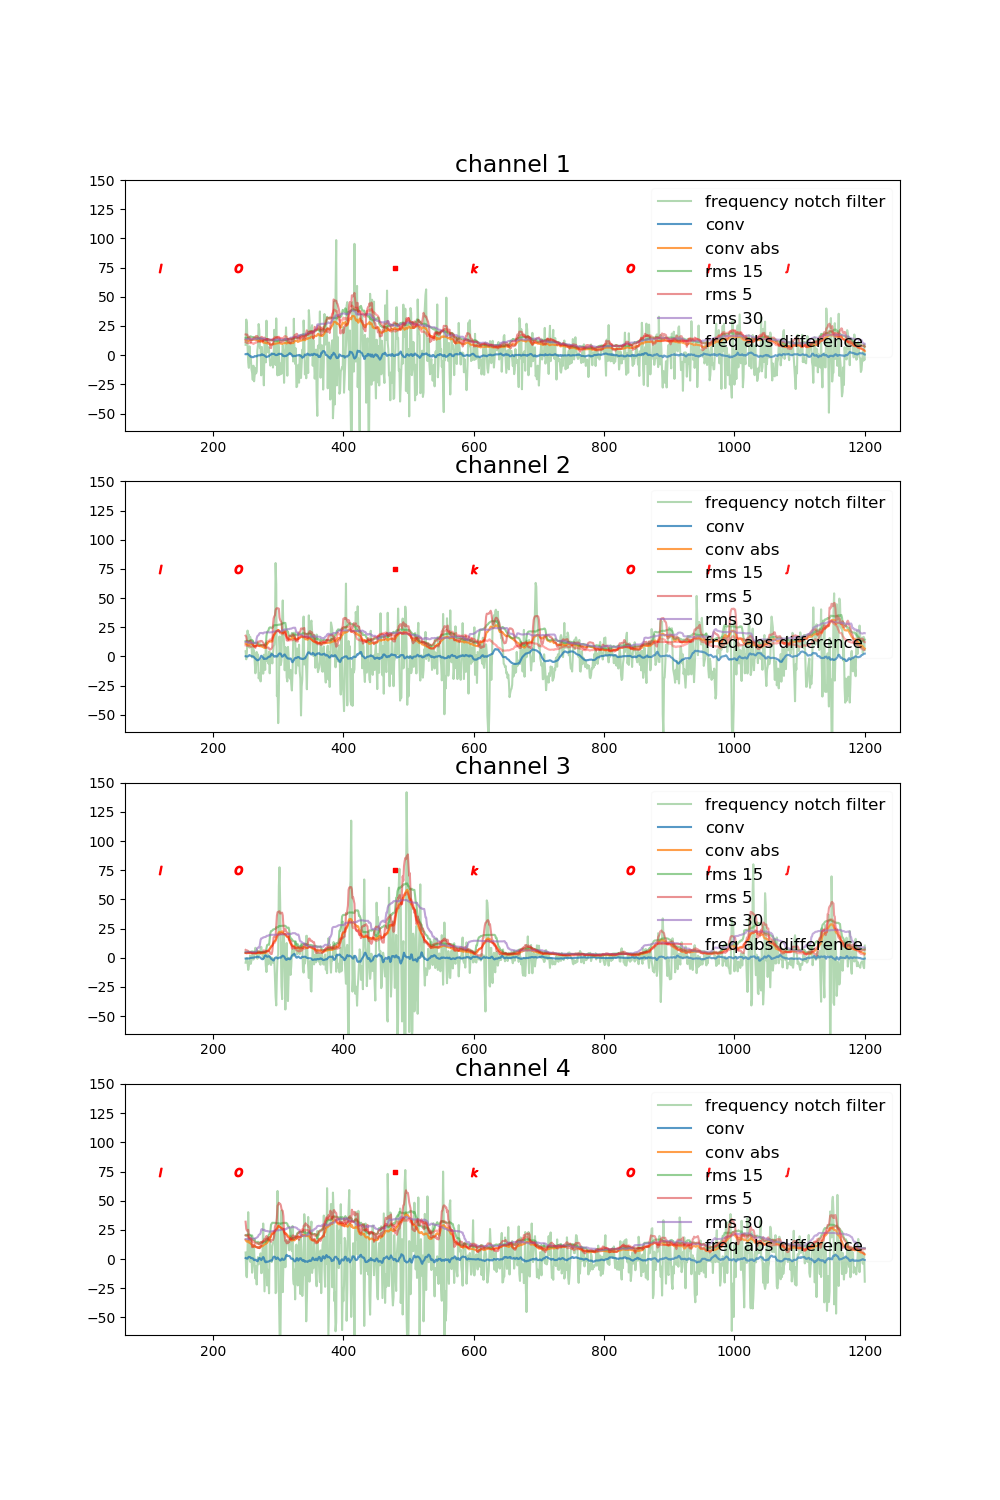 channel 1
150
125
100
75
50
25
0
−25
−50
l o . k o l J
frequency notch filter
conv
conv abs
rms 15
rms 5
rms 30
freq abs difference
200 400 600 800 1000 1200
channel 2
150
125
100
75
50
25
0
−25
−50
l o . k o l J
frequency notch filter
conv
conv abs
rms 15
rms 5
rms 30
freq abs difference
200 400 600 800 1000 1200
channel 3
150
125
100
75
50
25
0
−25
−50
l o . k o l J
frequency notch filter
conv
conv abs
rms 15
rms 5
rms 30
freq abs difference
200 400 600 800 1000 1200
channel 4
150
125
100
75
50
25
0
−25
−50
l o . k o l J
frequency notch filter
conv
conv abs
rms 15
rms 5
rms 30
freq abs difference
200 400 600 800 1000 1200